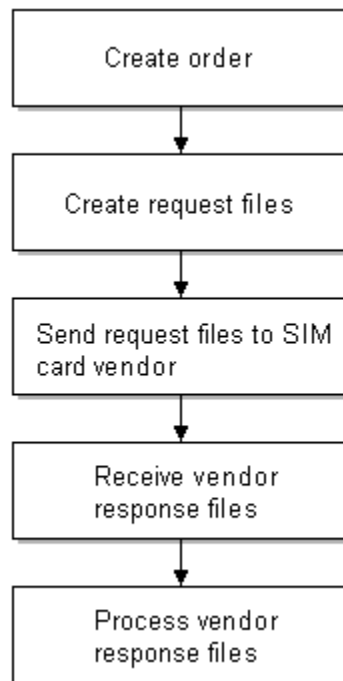 Create order
Create request files
Send request files to SIM
card vendor
Receive vendor
response files
Process vendor
response files